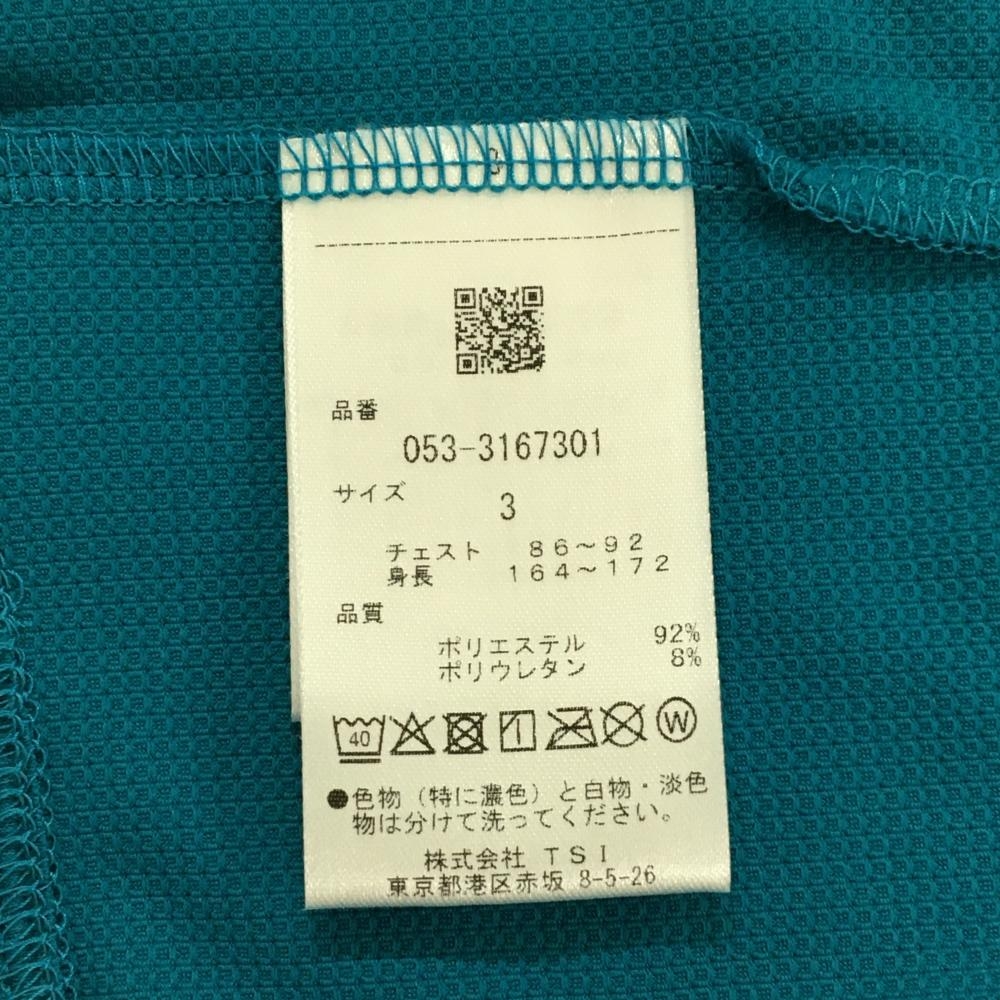 品番
053-3167301
サイズ
3
チェスト 86~92
身長 164~172
品質
ポリエステル 92%
ポリウレタン 8%
40 W
●色物（特に濃色）と白物・淡色
物は分けて洗ってください。
株式会社 TSI
東京都港区赤坂 8-5-26